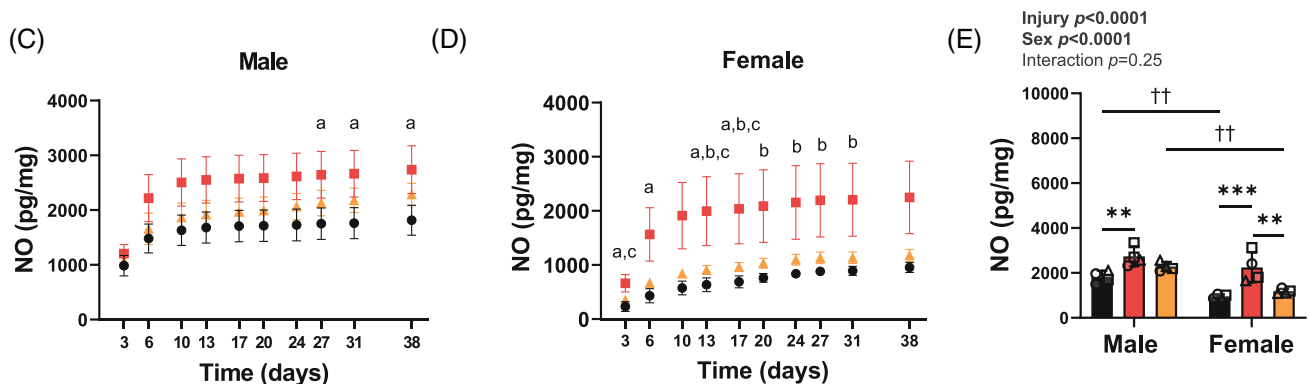 (C)
Male
NO (pg/mg)
4000
3000
2000
1000
0
a a a
3 6 10 13 17 20 24 27 31 38
Time (days)
(D)
Female
NO (pg/mg)
4000
3000
2000
1000
0
a,c
a
a,b,c
a,b,c
b b b b
3 6 10 13 17 20 24 27 31 38
Time (days)
(E)
Injury p<0.0001
Sex p<0.0001
Interaction p=0.25
NO (pg/mg)
10000
8000
6000
4000
2000
0
††
††
**
***
**
Male Female